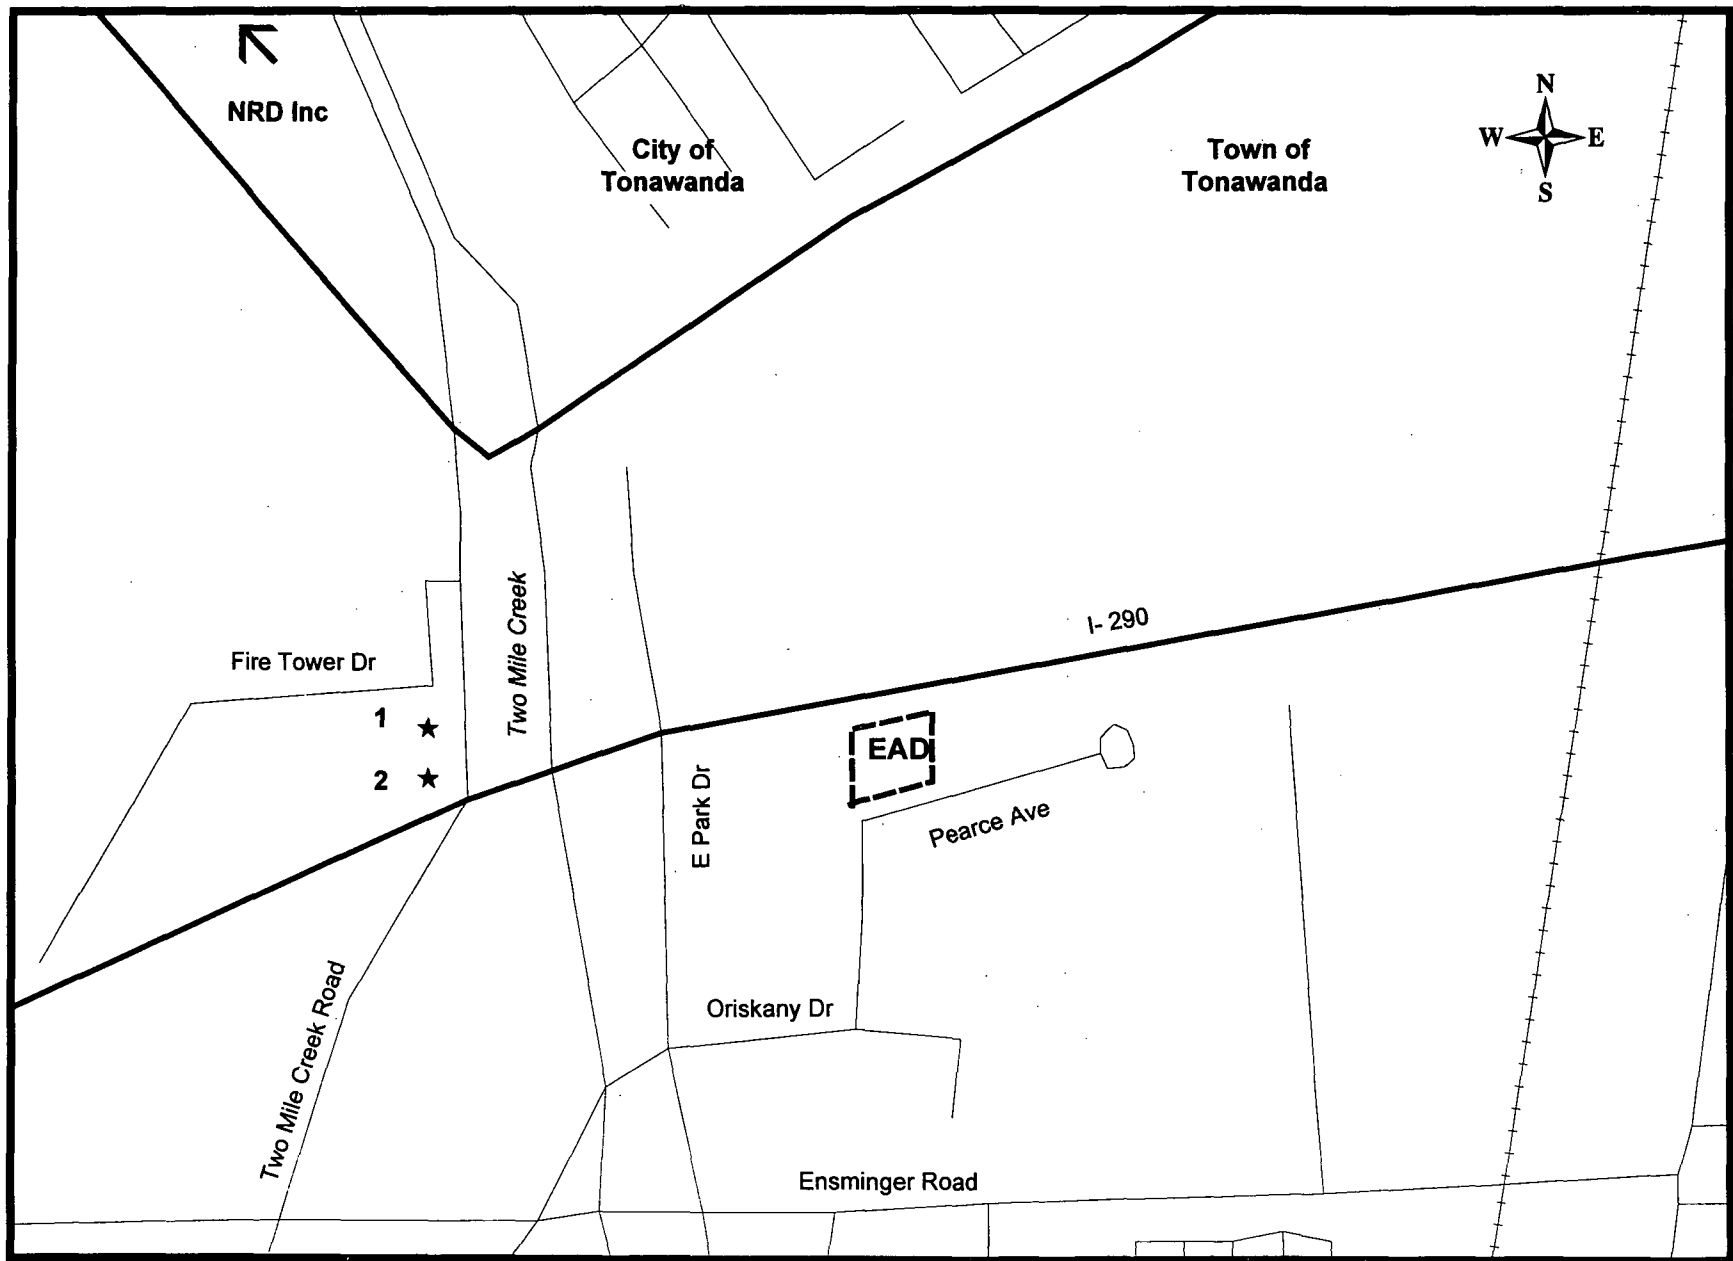 NRD Inc
City of
Tonawanda
Town of
Tonawanda
N
W E
S
Two Mile Creek
I- 290
Fire Tower Dr
1
2
EAD
E Park Dr
Pearce Ave
Oriskany Dr
Two Mile Creek Road
Ensminger Road